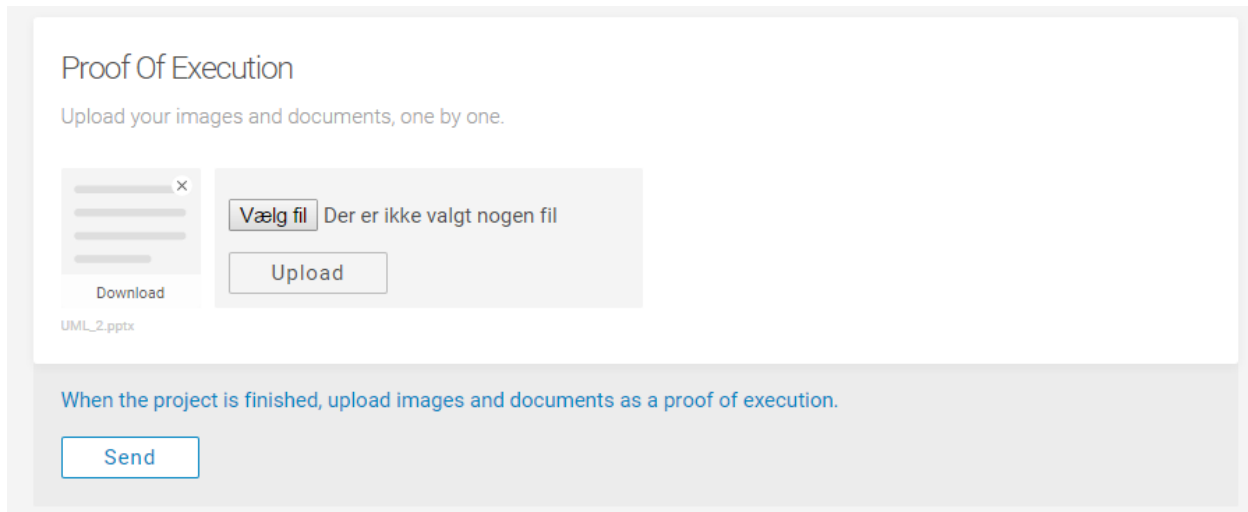 Proof Of Execution
Upload your images and documents, one by one.
Vælg fil Der er ikke valgt nogen fil
Upload
Download
UML_2.pptx
When the project is finished, upload images and documents as a proof of execution.
Send